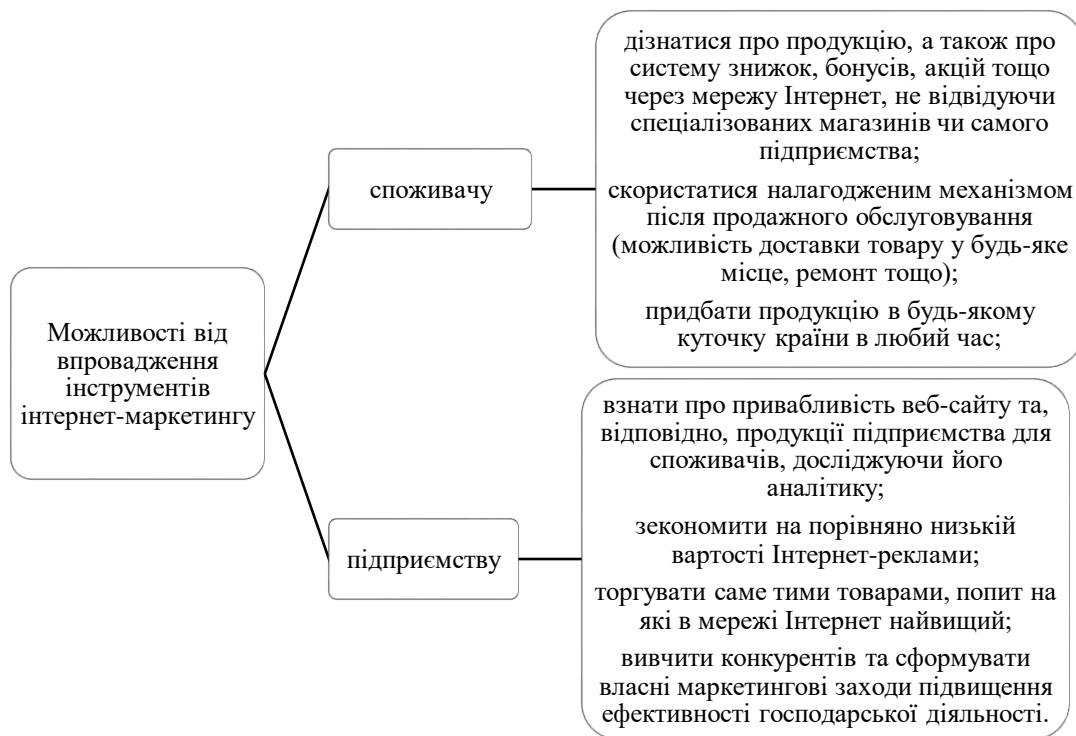 Можливості від
впровадження
інструментів
інтернет-маркетингу
споживачу
дізнатися про продукцію, а також про
систему знижок, бонусів, акцій тощо
через мережу Інтернет, не відвідуючи
спеціалізованих магазинів чи самого
підприємства;
скористатися налагодженим механізмом
після продажного обслуговування
(можливість доставки товару у будь-яке
місце, ремонт тощо);
придбати продукцію в будь-якому
куточку країни в любий час;
підприємству
взнати про привабливість веб-сайту та,
відповідно, продукції підприємства для
споживачів, досліджуючи його
аналітику;
зекономити на порівняно низькій
вартості Інтернет-реклами;
торгувати саме тими товарами, попит на
які в мережі Інтернет найвищий;
вивчити конкурентів та сформувати
власні маркетингові заходи підвищення
ефективності господарської діяльності.